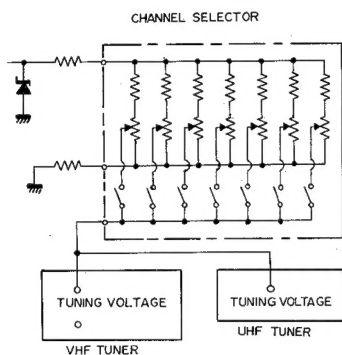 CHANNEL SELECTOR
TUNING VOLTAGE
TUNING VOLTAGE
VHF TUNER
UHF TUNER